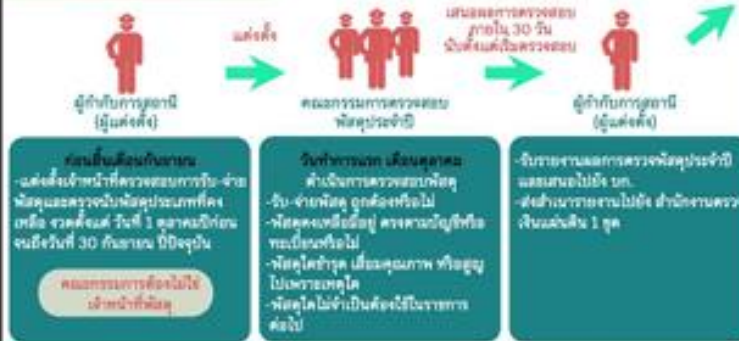 แต่งตั้ง
เสนอผลการตรวจสอบ
ภายใน 30 วัน
นับตั้งแต่เริ่มตรวจสอบ
ผู้กำกับการสถานี
(ผู้แต่งตั้ง)
คณะกรรมการตรวจสอบ
พัสดุประจำปี
ผู้กำกับการสถานี
(ผู้แต่งตั้ง)
ก่อนสิ้นเดือนกันยายน
-แต่งตั้งเจ้าหน้าที่ตรวจสอบการรับ-จ่าย
พัสดุและตรวจนับพัสดุประเภทที่คง
เหลือ งวดตั้งแต่ วันที่ 1 ตุลาคมปีก่อน
จนถึงวันที่ 30 กันยายน ปีปัจจุบัน
คณะกรรมการต้องไม่ใช่
เจ้าหน้าที่พัสดุ
วันทำการแรก เดือนตุลาคม
ดำเนินการตรวจสอบพัสดุ
-รับ-จ่ายพัสดุ ถูกต้องหรือไม่
-พัสดุคงเหลือมีอยู่ ตรงตามบัญชีหรือ
ทะเบียนหรือไม่
-พัสดุใดชำรุด เสื่อมคุณภาพ หรือสูญ
ไปเพราะเหตุใด
-พัสดุใดไม่จำเป็นต้องใช้ในราชการ
ต่อไป
-รับรายงานผลการตรวจพัสดุประจำปี
และเสนอไปยัง บก.
-ส่งสำเนารายงานไปยัง สำนักงานตรวจ
เงินแผ่นดิน 1 ชุด